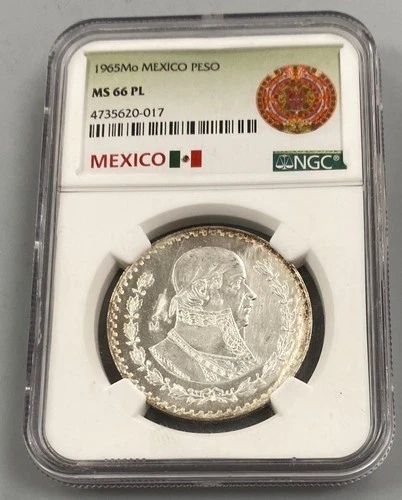 1965Mo MEXICO PESO
MS 66 PL
4735620-017
MEXICO
NGC®